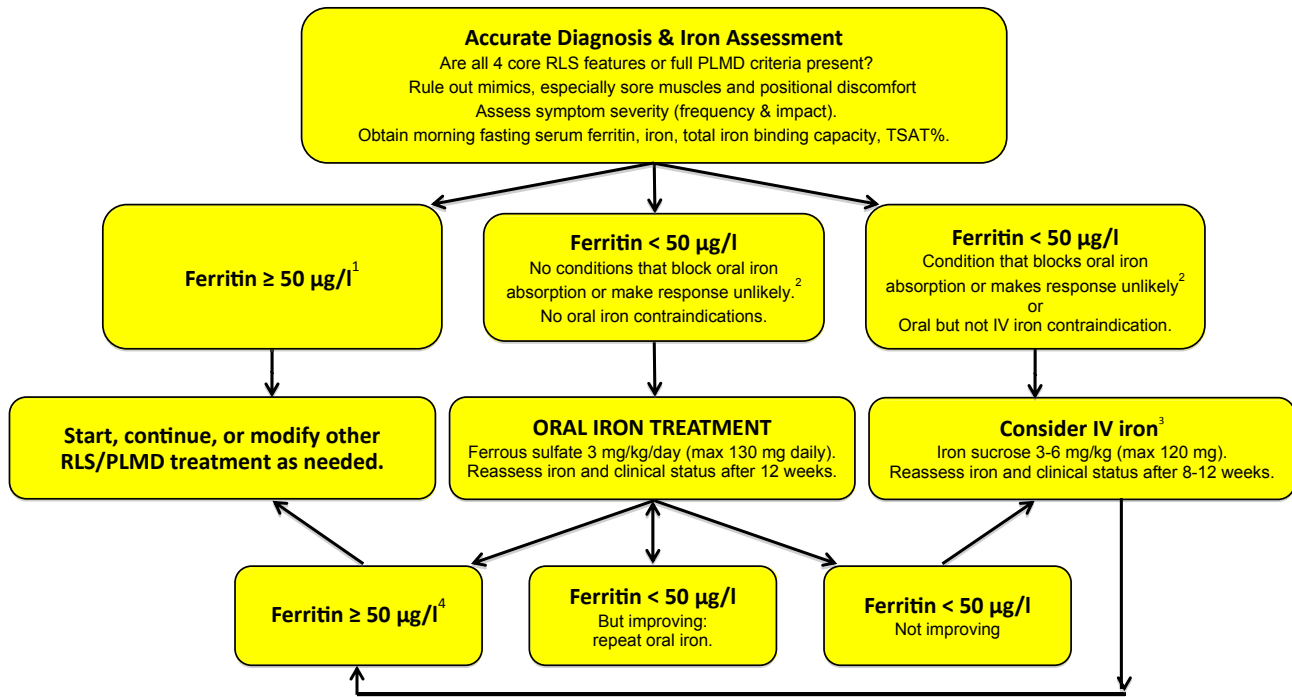 Accurate Diagnosis & Iron Assessment
Are all 4 core RLS features or full PLMD criteria present?
Rule out mimics, especially sore muscles and positional discomfort
Assess symptom severity (frequency & impact).
Obtain morning fasting serum ferritin, iron, total iron binding capacity, TSAT%.
Ferritin ≥ 50 µg/l¹
Ferritin < 50 µg/l
No conditions that block oral iron
absorption or make response unlikely.²
No oral iron contraindications.
Ferritin < 50 µg/l
Condition that blocks oral iron
absorption or makes response unlikely²
or
Oral but not IV iron contraindication.
Start, continue, or modify other
RLS/PLMD treatment as needed.
ORAL IRON TREATMENT
Ferrous sulfate 3 mg/kg/day (max 130 mg daily).
Reassess iron and clinical status after 12 weeks.
Consider IV iron³
Iron sucrose 3-6 mg/kg (max 120 mg).
Reassess iron and clinical status after 8-12 weeks.
Ferritin ≥ 50 µg/l⁴
Ferritin < 50 µg/l
But improving:
repeat oral iron.
Ferritin < 50 µg/l
Not improving